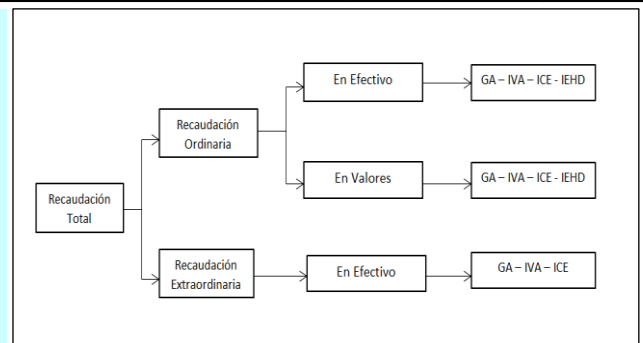 En Efectivo
GA – IVA – ICE - IEHD
Recaudación
Ordinaria
En Valores
GA – IVA – ICE - IEHD
Recaudación
Total
Recaudación
Extraordinaria
En Efectivo
GA – IVA – ICE